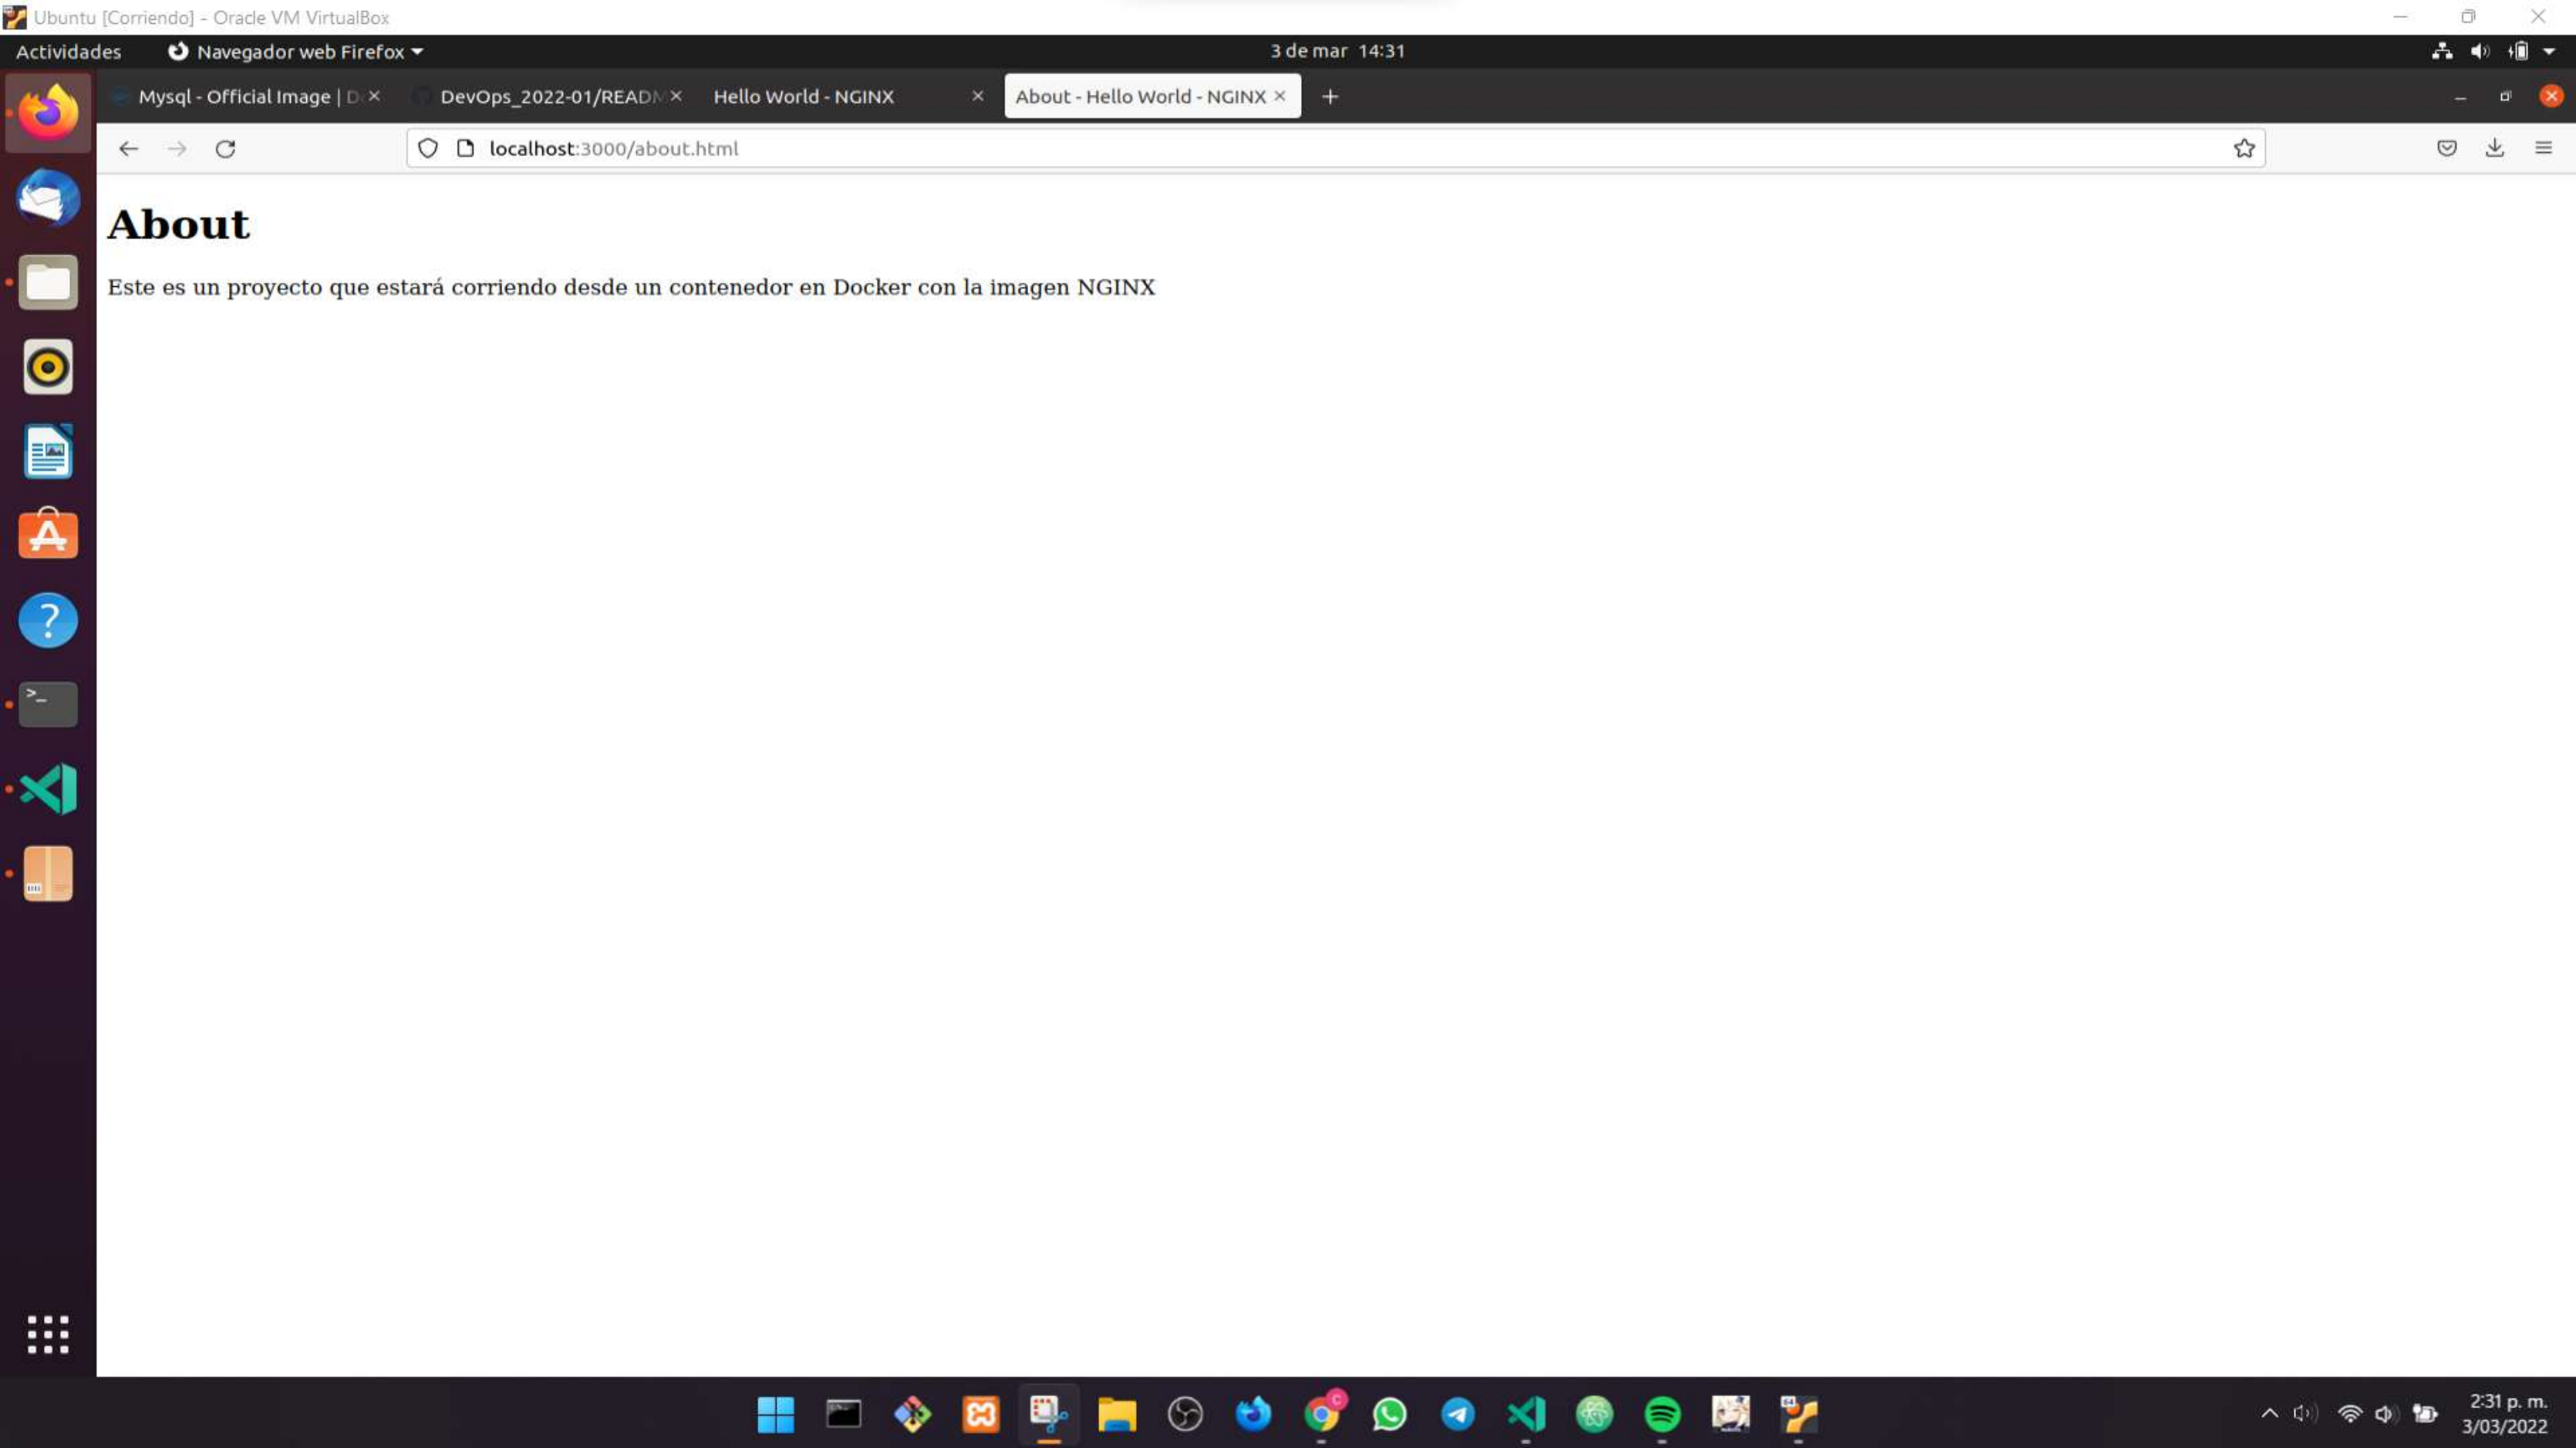 Ubuntu [Corriendo] - Oracle VM VirtualBox
Actividades Navegador web Firefox 3 de mar 14:31
Mysql - Official Image | D DevOps_2022-01/READM Hello World - NGINX About - Hello World - NGINX
localhost:3000/about.html
About
Este es un proyecto que estará corriendo desde un contenedor en Docker con la imagen NGINX
2:31 p. m.
3/03/2022